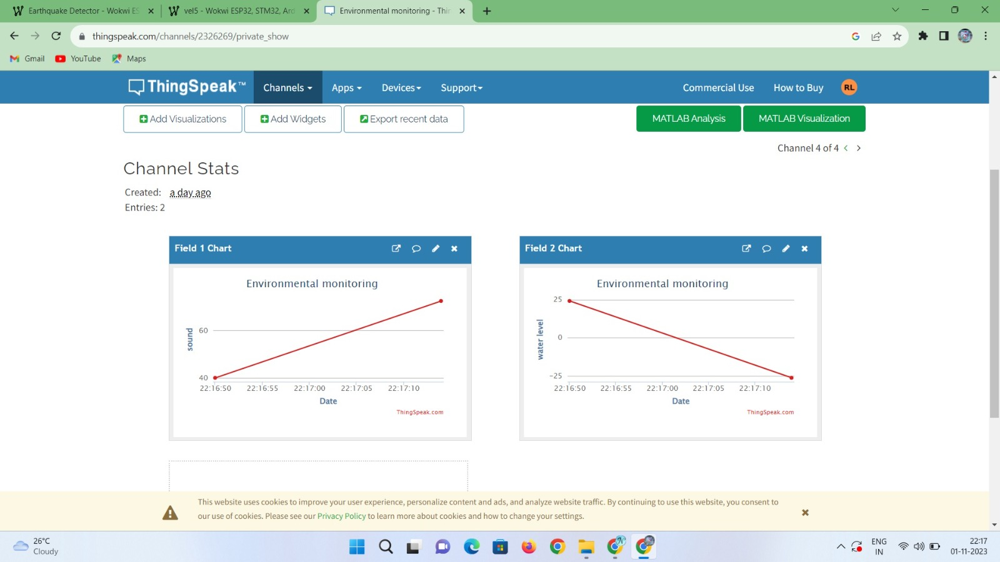 Earthquake Detector - Wokwi ES
vel5 - Wokwi ESP32, STM32, Ard
Environmental monitoring - Thin
thingspeak.com/channels/2326269/private_show
Gmail YouTube Maps
ThingSpeak™ Channels Apps Devices Support Commercial Use How to Buy RL
Add Visualizations Add Widgets Export recent data MATLAB Analysis MATLAB Visualization
Channel 4 of 4
Channel Stats
Created: a day ago
Entries: 2
Field 1 Chart
Environmental monitoring
sound
60
40
22:16:50 22:16:55 22:17:00 22:17:05 22:17:10
Date
ThingSpeak.com
Field 2 Chart
Environmental monitoring
water level
25
0
-25
22:16:50 22:16:55 22:17:00 22:17:05 22:17:10
Date
ThingSpeak.com
This website uses cookies to improve your user experience, personalize content and ads, and analyze website traffic. By continuing to use this website, you consent to
our use of cookies. Please see our Privacy Policy to learn more about cookies and how to change your settings.
26°C
Cloudy
ENG
IN
22:17
01-11-2023